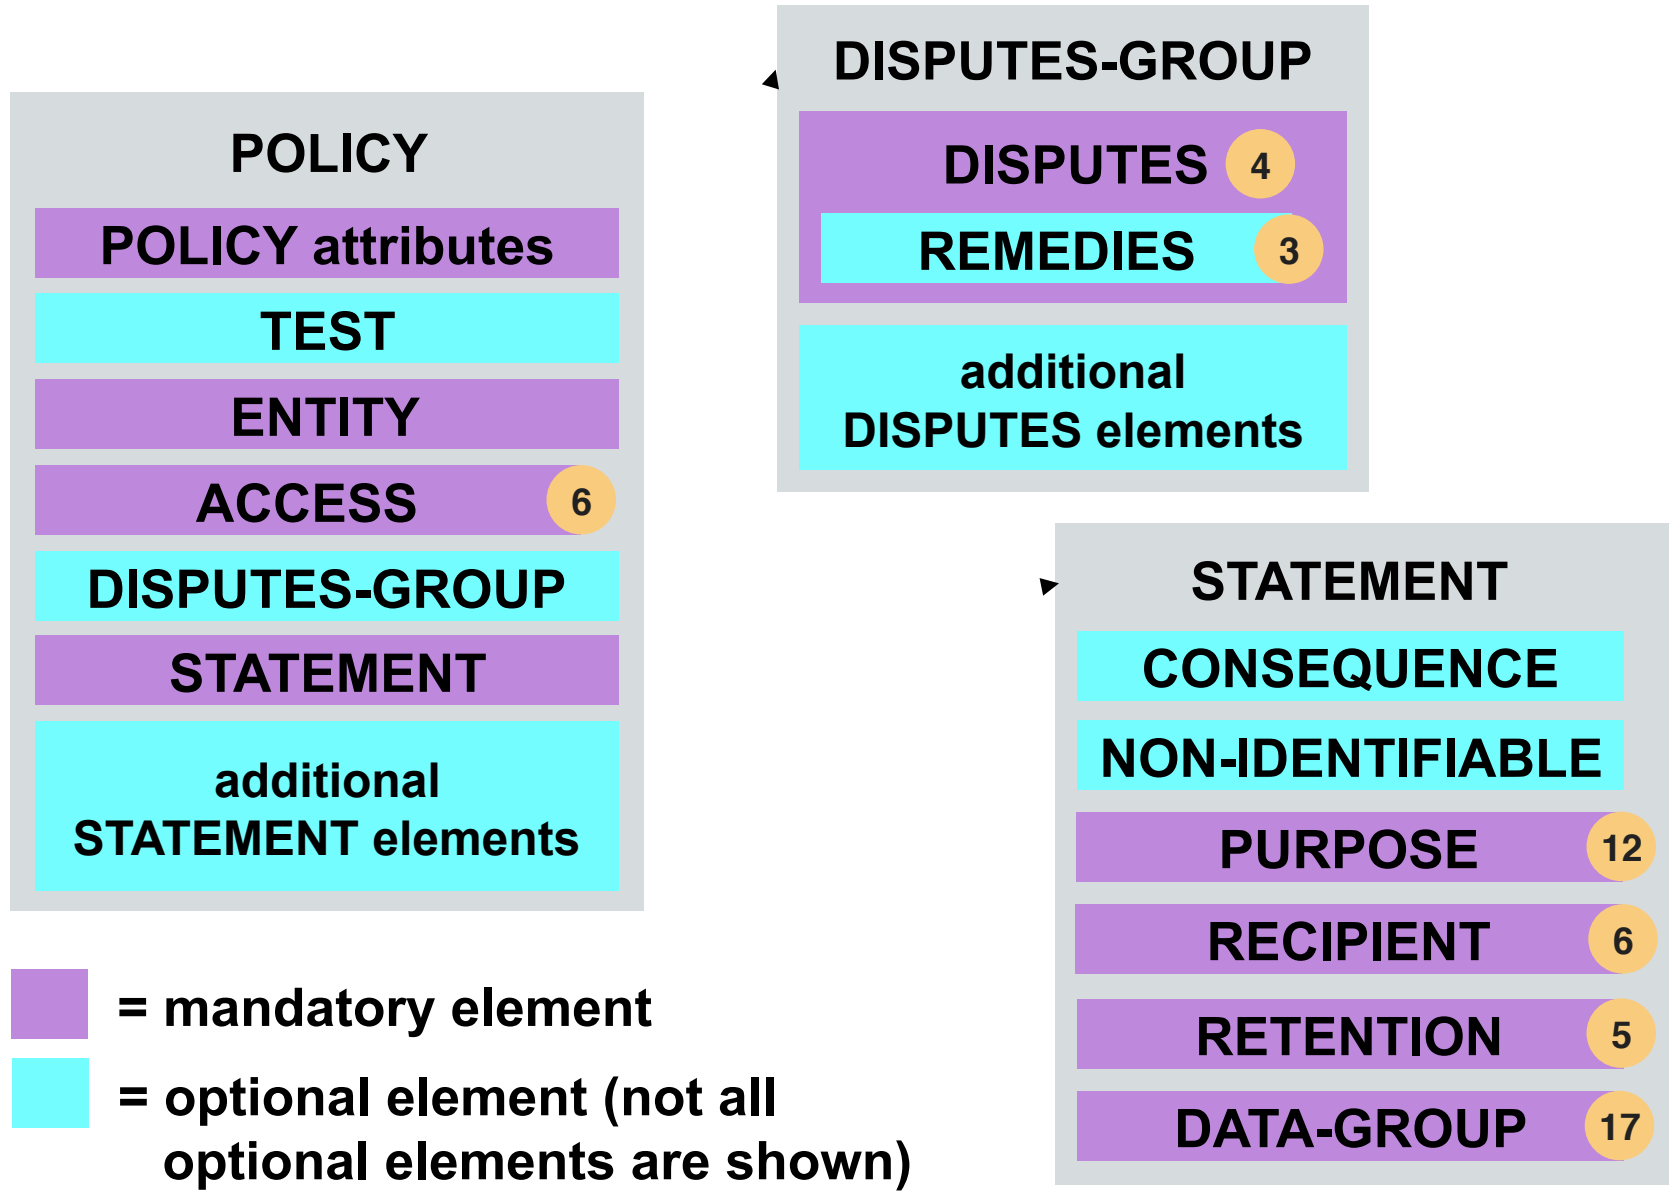 POLICY
POLICY attributes
TEST
ENTITY
ACCESS 6
DISPUTES-GROUP
STATEMENT
additional
STATEMENT elements
DISPUTES-GROUP
DISPUTES 4
REMEDIES 3
additional
DISPUTES elements
STATEMENT
CONSEQUENCE
NON-IDENTIFIABLE
PURPOSE 12
RECIPIENT 6
RETENTION 5
DATA-GROUP 17
= mandatory element
= optional element (not all
optional elements are shown)